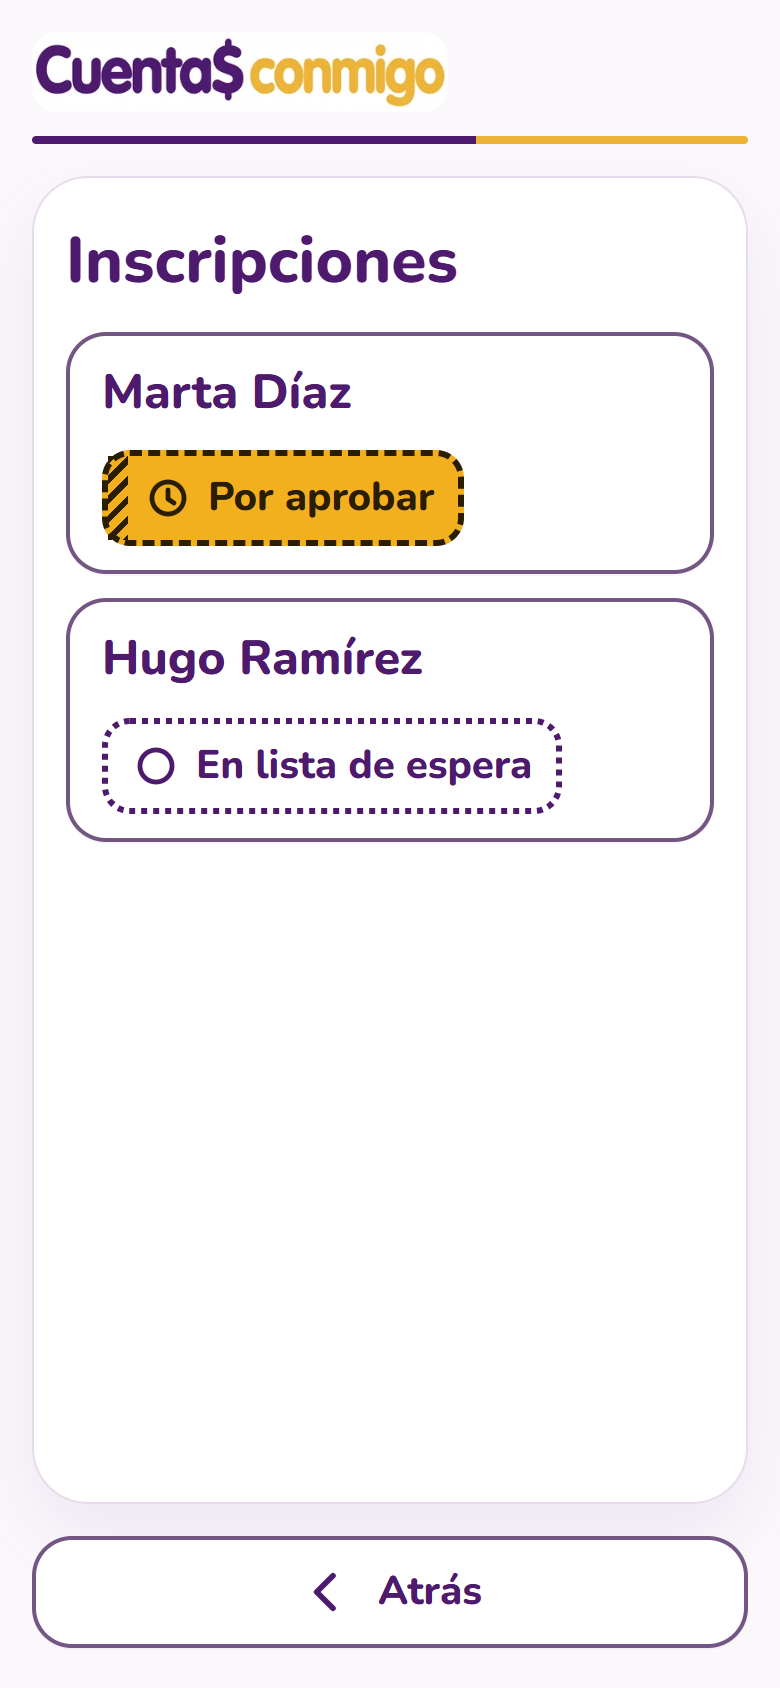 Cuenta$ conmigo
Inscripciones
Marta Díaz
Por aprobar
Hugo Ramírez
En lista de espera
Atrás